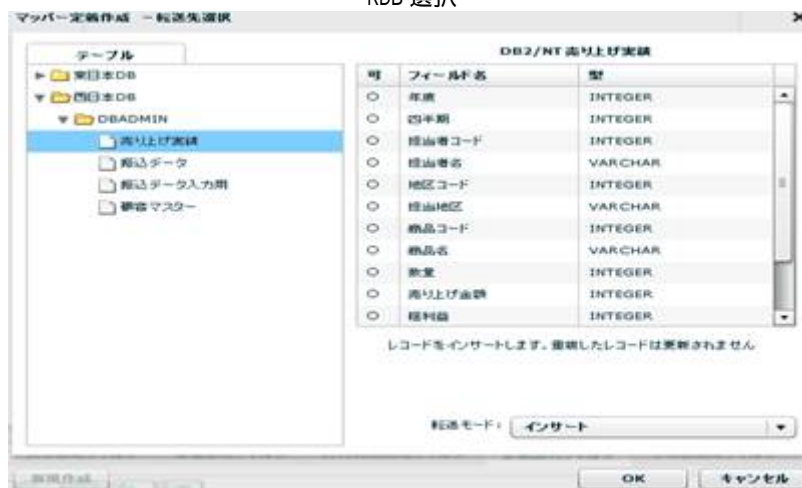 RDB 選択
マッパー定義作成 －転送先選択
テーブル
東日本DB
西日本DB
DBADMIN
売り上げ実績
振込データ
振込データ入力用
顧客マスター
DB2/NT 売り上げ実績
可 フィールド名 型
○ 年度 INTEGER
○ 四半期 INTEGER
○ 担当者コード INTEGER
○ 担当者名 VARCHAR
○ 地区コード INTEGER
○ 担当地区 VARCHAR
○ 商品コード INTEGER
○ 商品名 VARCHAR
○ 数量 INTEGER
○ 売り上げ金額 INTEGER
○ 粗利益 INTEGER
レコードをインサートします。重複したレコードは更新されません
転送モード： インサート
新規作成
OK キャンセル